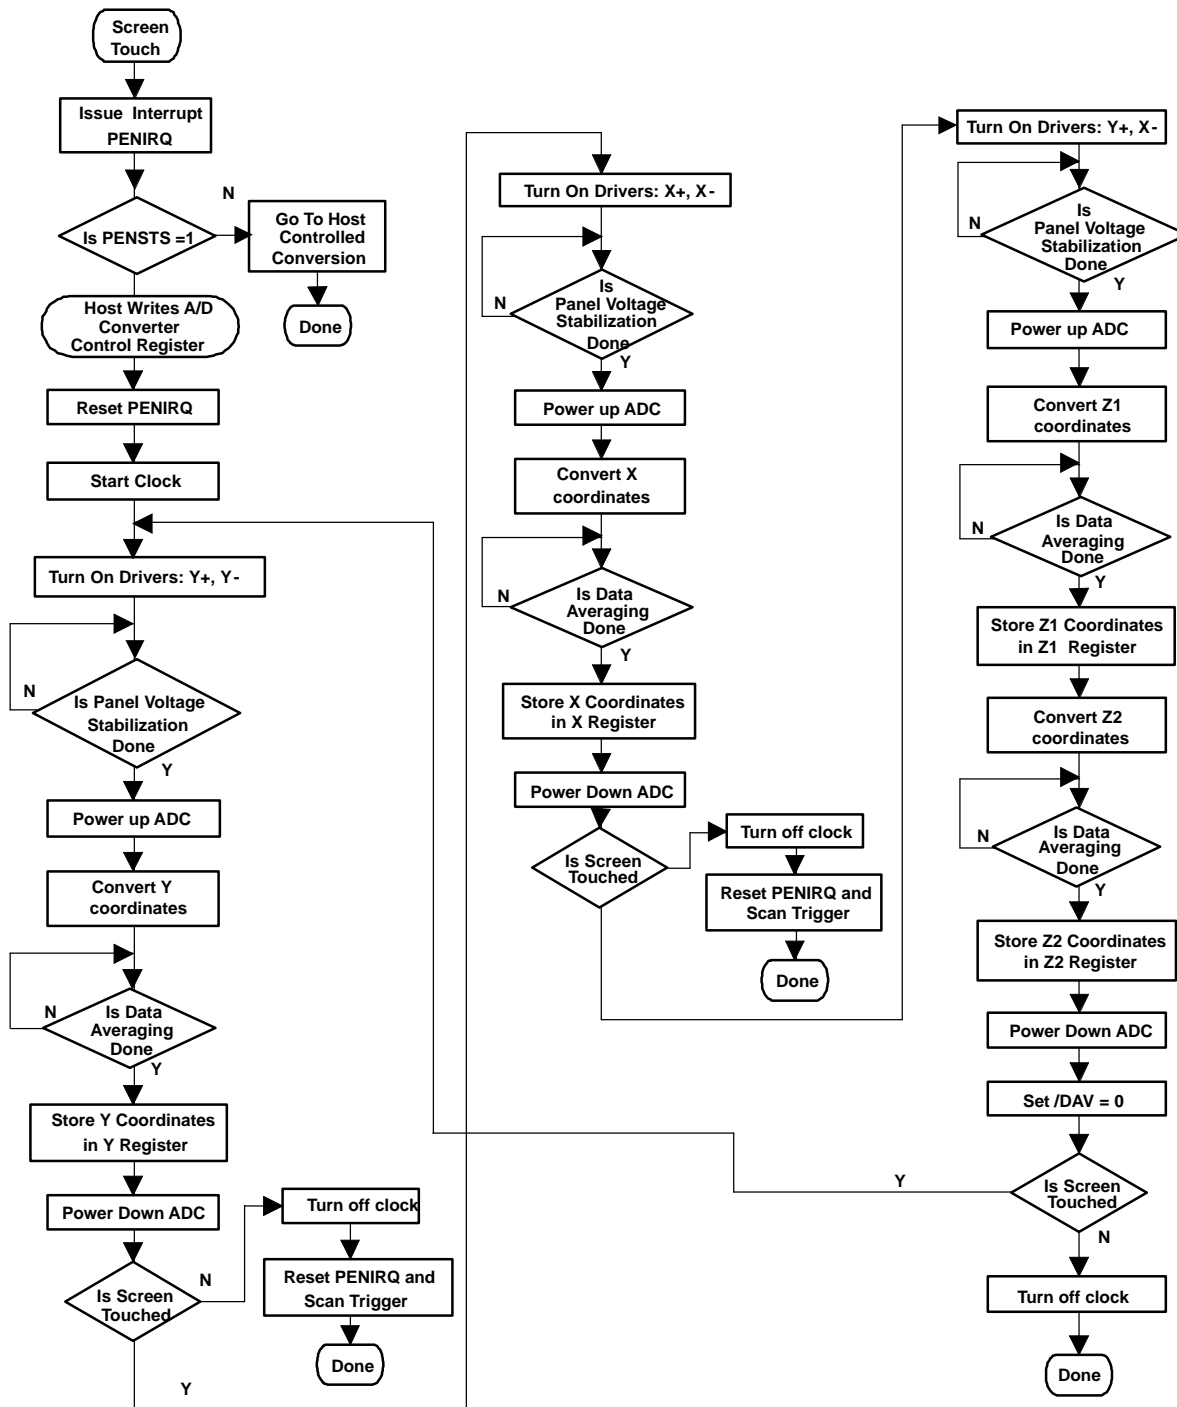 Screen
Touch
Issue Interrupt
PENIRQ
Is PENSTS =1
N
Go To Host
Controlled
Conversion
Done
Host Writes A/D
Converter
Control Register
Reset PENIRQ
Start Clock
Turn On Drivers: Y+, Y-
N
Is Panel Voltage
Stabilization
Done
Y
Power up ADC
Convert Y
coordinates
N
Is Data
Averaging
Done
Y
Store Y Coordinates
in Y Register
Power Down ADC
Is Screen
Touched
N
Turn off clock
Reset PENIRQ and
Scan Trigger
Done
Y
Turn On Drivers: X+, X-
N
Is
Panel Voltage
Stabilization
Done
Y
Power up ADC
Convert X
coordinates
N
Is Data
Averaging
Done
Y
Store X Coordinates
in X Register
Power Down ADC
Is Screen
Touched
Turn off clock
Reset PENIRQ and
Scan Trigger
Done
Turn On Drivers: Y+, X-
N
Is
Panel Voltage
Stabilization
Done
Y
Power up ADC
Convert Z1
coordinates
N
Is Data
Averaging
Done
Y
Store Z1 Coordinates
in Z1 Register
Convert Z2
coordinates
N
Is Data
Averaging
Done
Y
Store Z2 Coordinates
in Z2 Register
Power Down ADC
Set /DAV = 0
Y
Is Screen
Touched
N
Turn off clock
Done